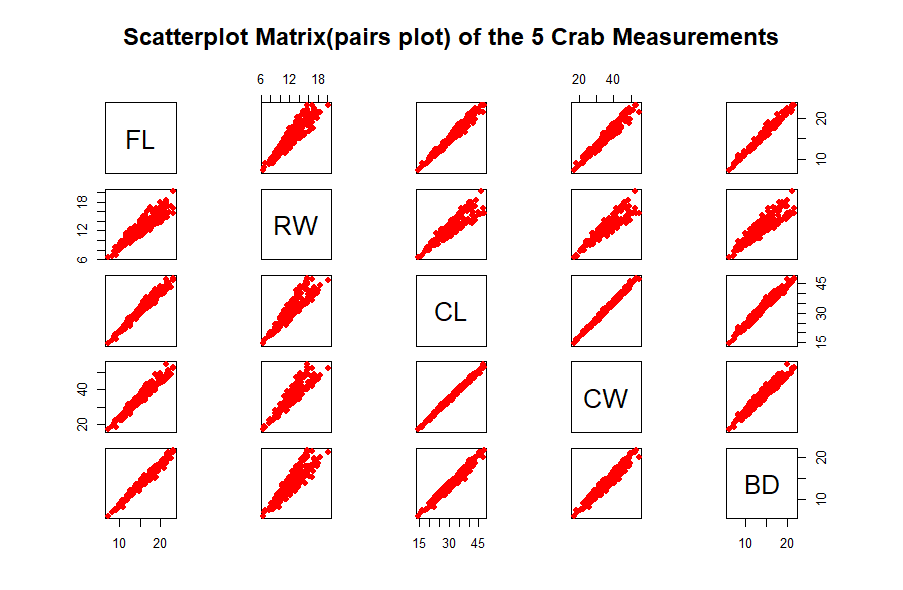 Scatterplot Matrix(pairs plot) of the 5 Crab Measurements
6 12 18 20 40
FL 10 20
6 12 18 RW
CL 15 30 45
20 40 CW
BD 10 20
10 20 15 30 45 10 20